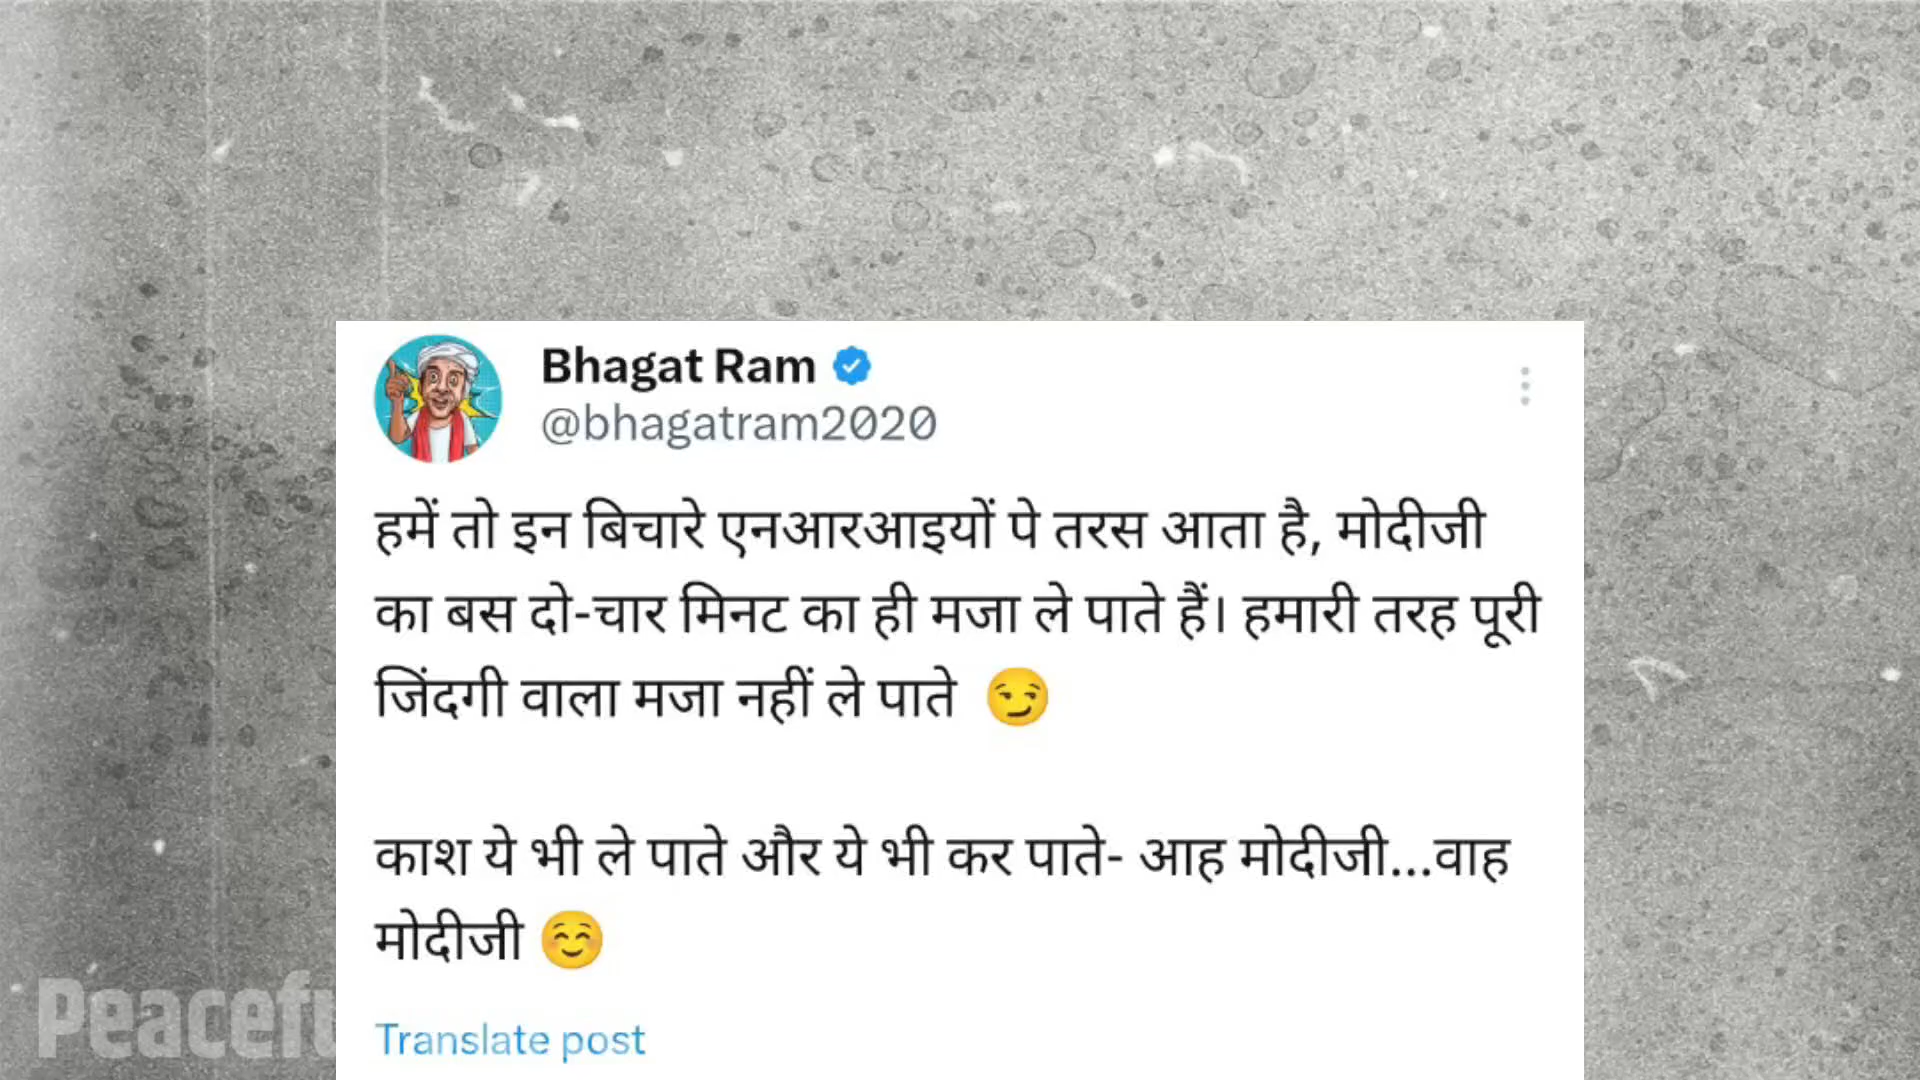 Bhagat Ram
@bhagatram2020
हमें तो इन बिचारे एनआरआइयों पे तरस आता है, मोदीजी
का बस दो-चार मिनट का ही मजा ले पाते हैं। हमारी तरह पूरी
जिंदगी वाला मजा नहीं ले पाते 😏
काश ये भी ले पाते और ये भी कर पाते- आह मोदीजी...वाह
मोदीजी ☺️
Translate post